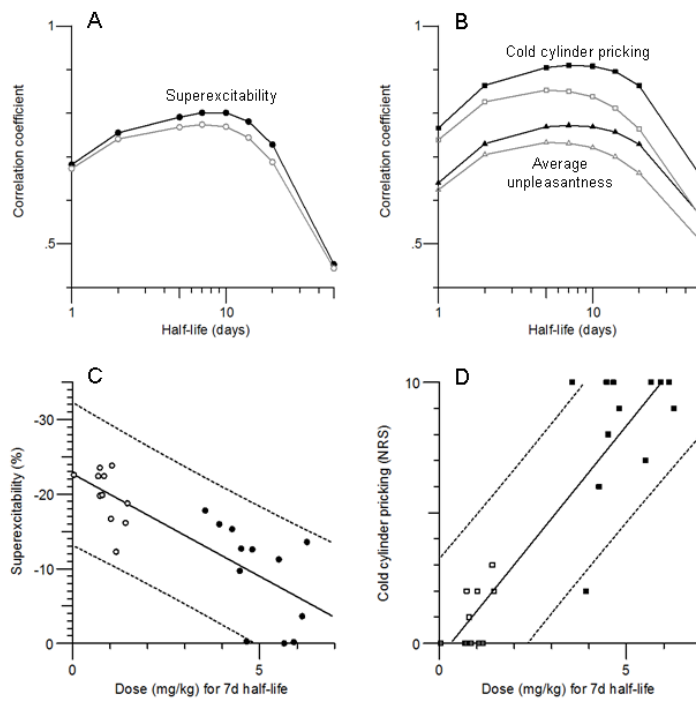 A
1
Superexcitability
Correlation coefficient
.5
1
10
Half-life (days)
B
1
Cold cylinder pricking
Correlation coefficient
Average
unpleasantness
.5
1
10
Half-life (days)
C
-30
-20
-10
0
Superexcitability (%)
0
5
Dose (mg/kg) for 7d half-life
D
10
0
Cold cylinder pricking (NRS)
0
5
Dose (mg/kg) for 7d half-life